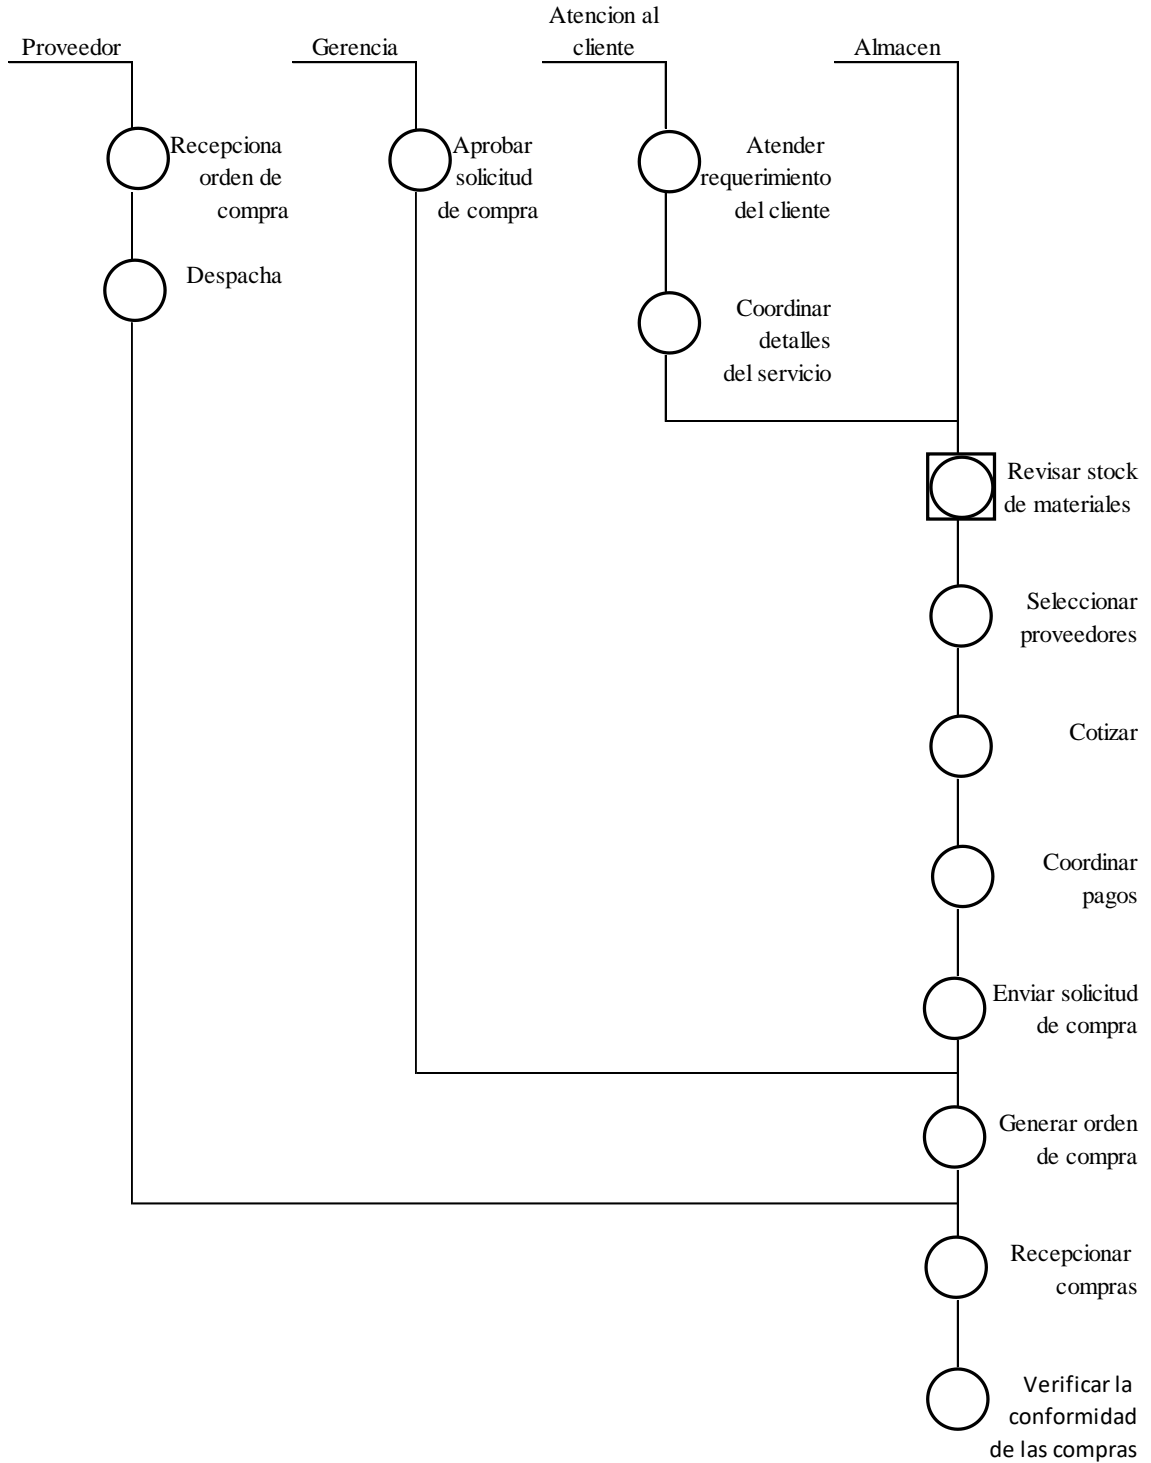 Proveedor
Gerencia
Atencion al
cliente
Almacen
Recepciona
orden de
compra
Despacha
Aprobar
solicitud
de compra
Atender
requerimiento
del cliente
Coordinar
detalles
del servicio
Revisar stock
de materiales
Seleccionar
proveedores
Cotizar
Coordinar
pagos
Enviar solicitud
de compra
Generar orden
de compra
Recepcionar
compras
Verificar la
conformidad
de las compras